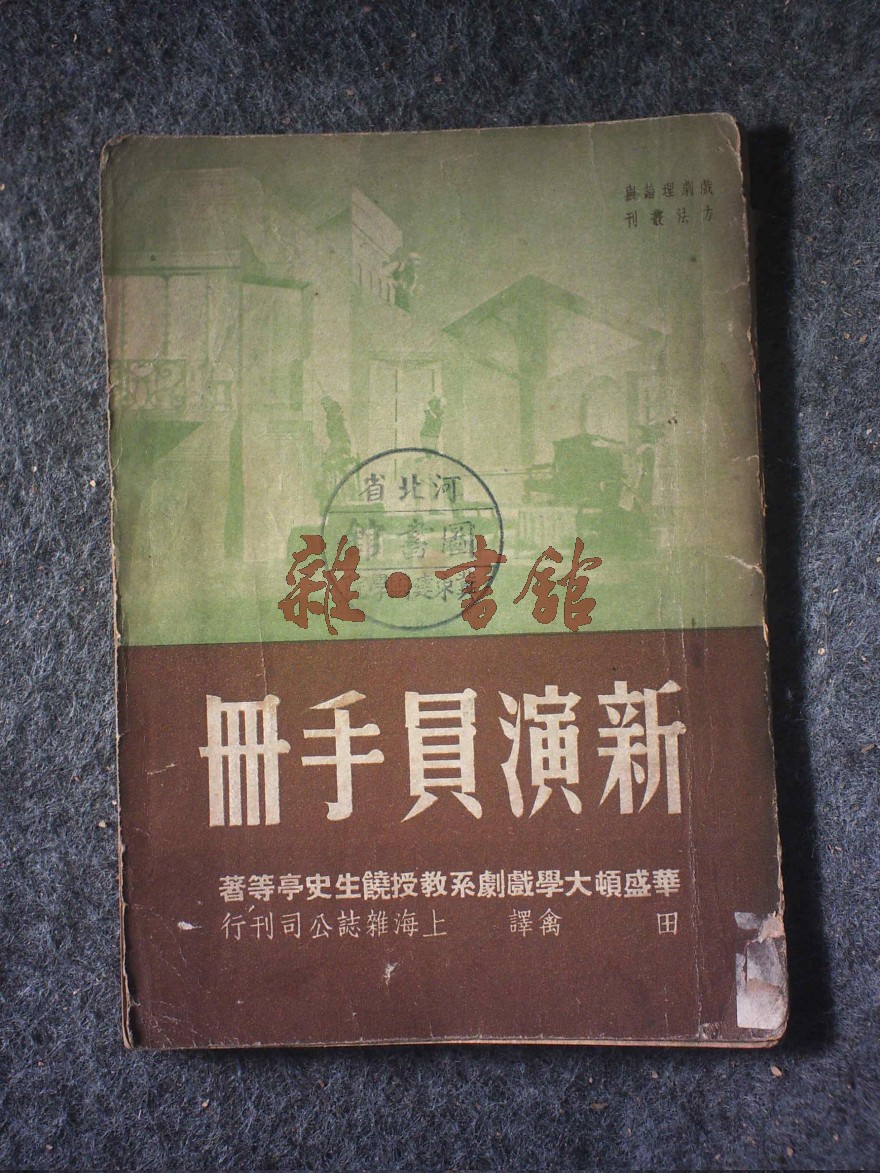 戲劇理論與
方法叢刊
河北省
圖書館
雜·書館
新演員手冊
華盛頓大學戲劇系教授饒生史亭等著
田禽譯 上海雜誌公司刊行